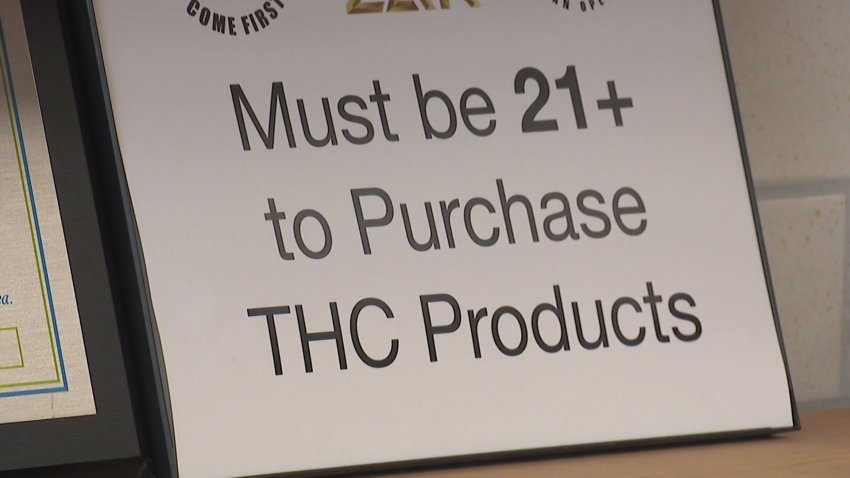 COME FIRST
Must be 21+
to Purchase
THC Products